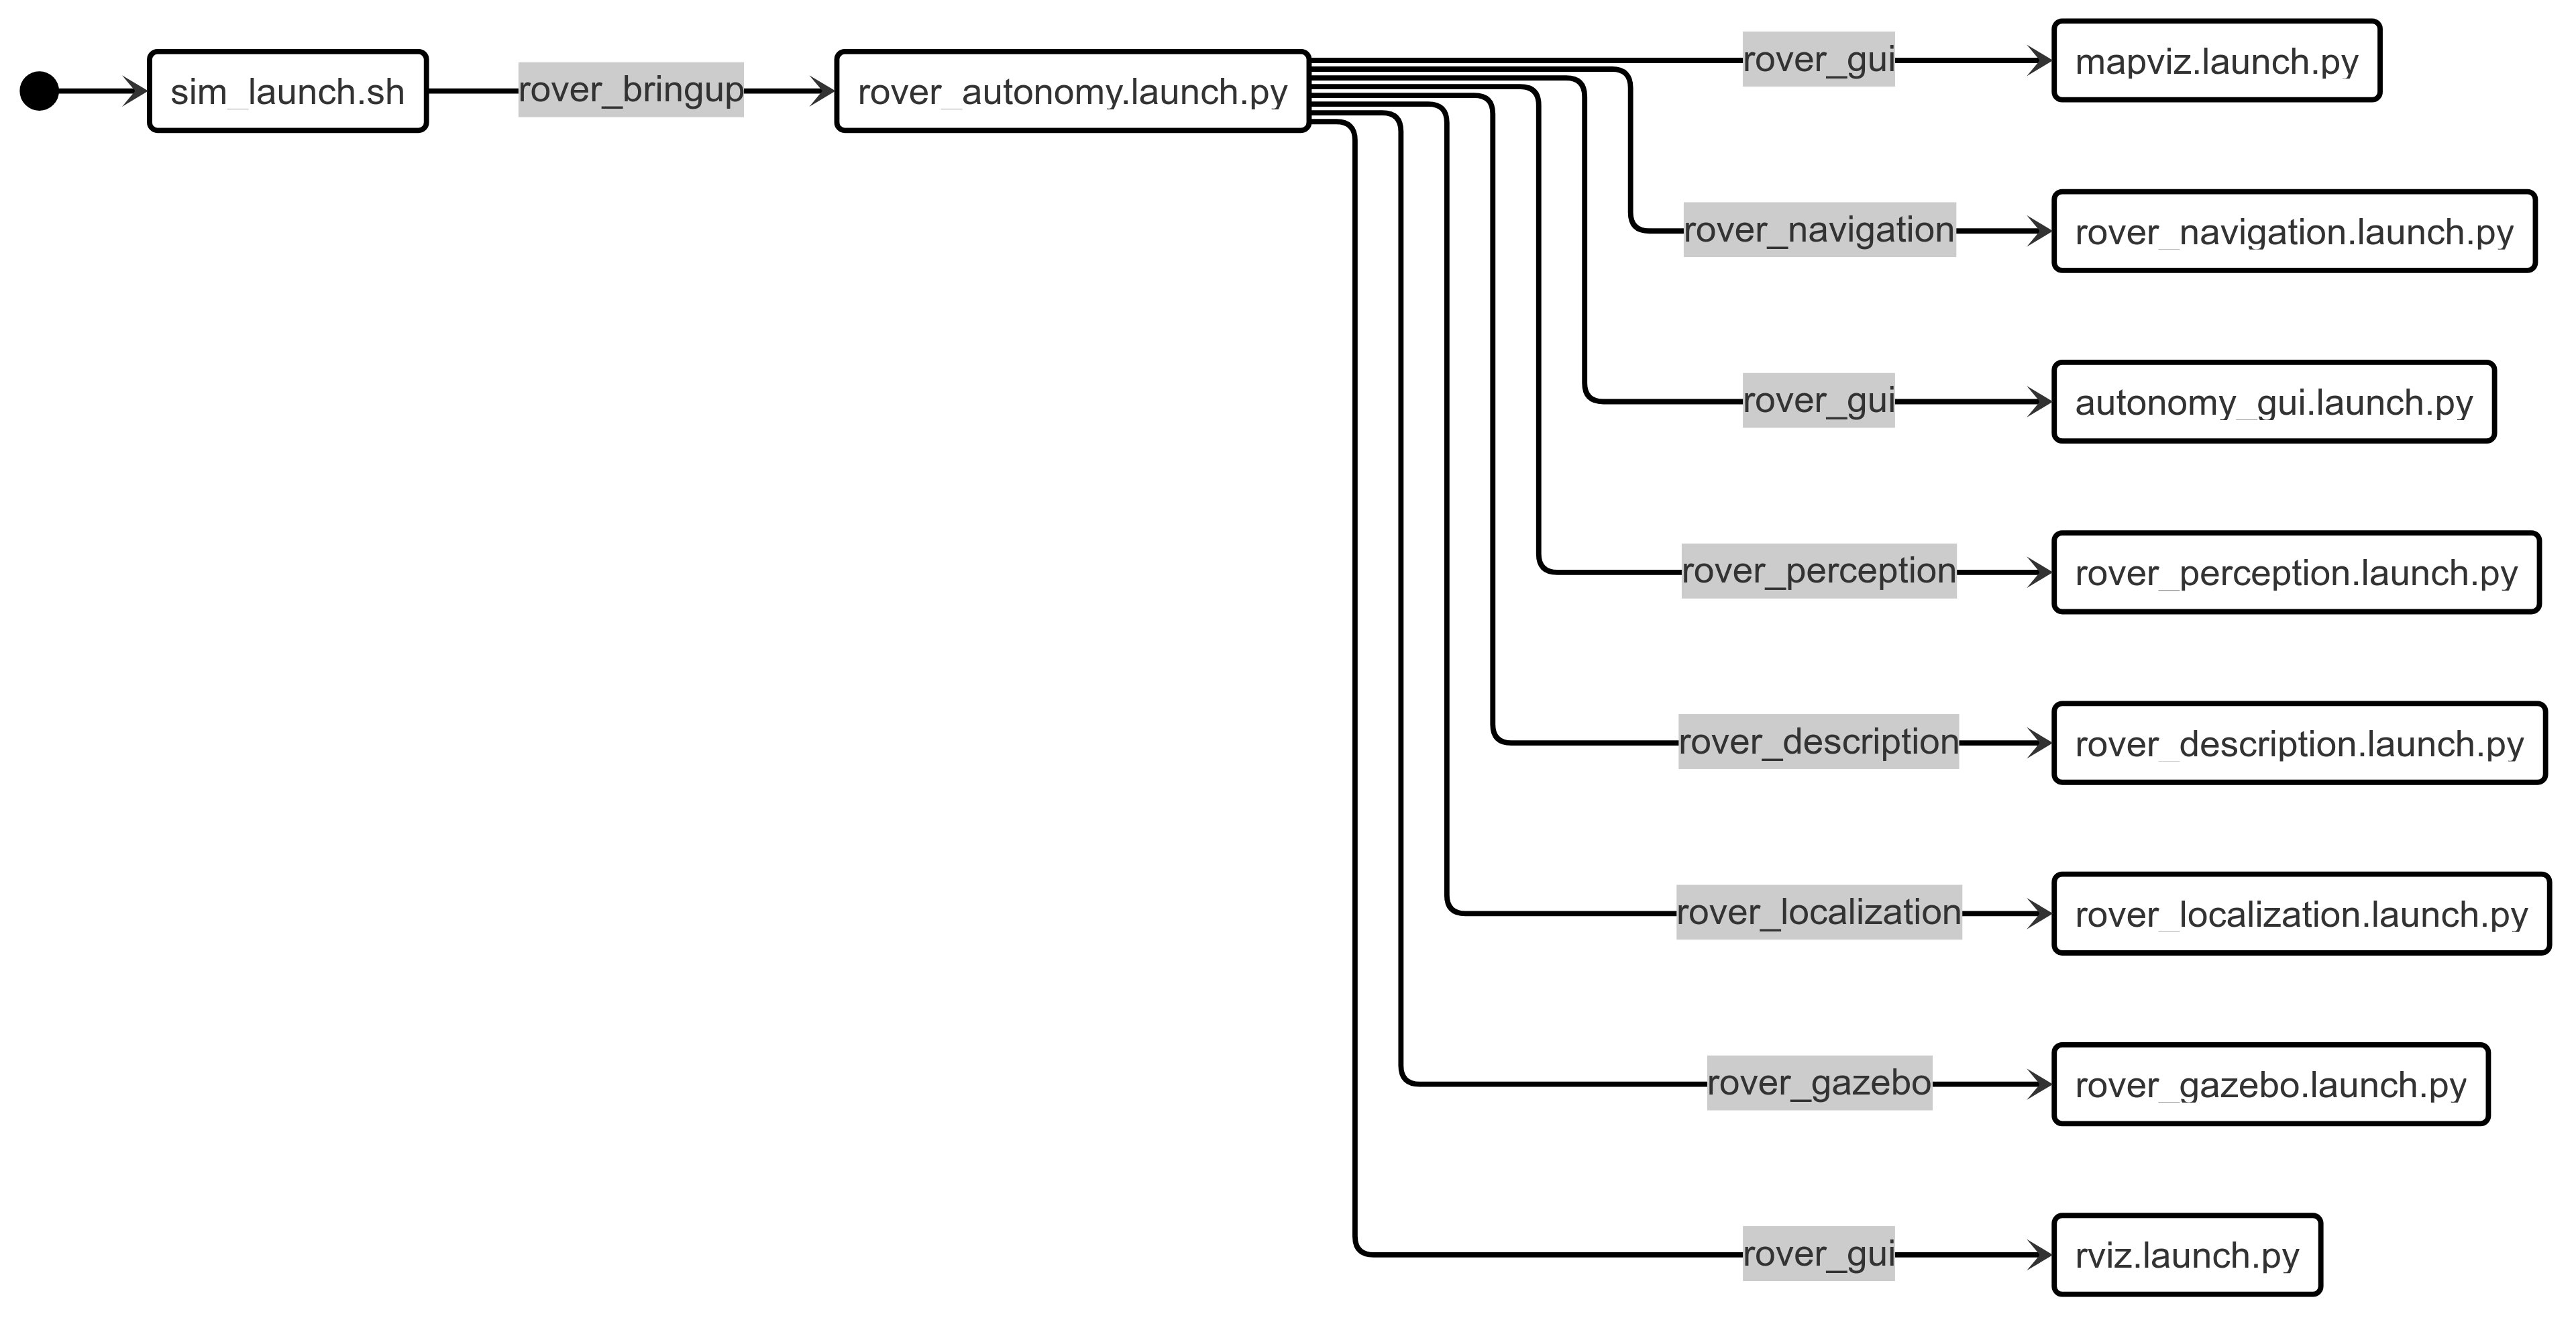 sim_launch.sh
rover_bringup
rover_autonomy.launch.py
rover_gui
mapviz.launch.py
rover_navigation
rover_navigation.launch.py
rover_gui
autonomy_gui.launch.py
rover_perception
rover_perception.launch.py
rover_description
rover_description.launch.py
rover_localization
rover_localization.launch.py
rover_gazebo
rover_gazebo.launch.py
rover_gui
rviz.launch.py